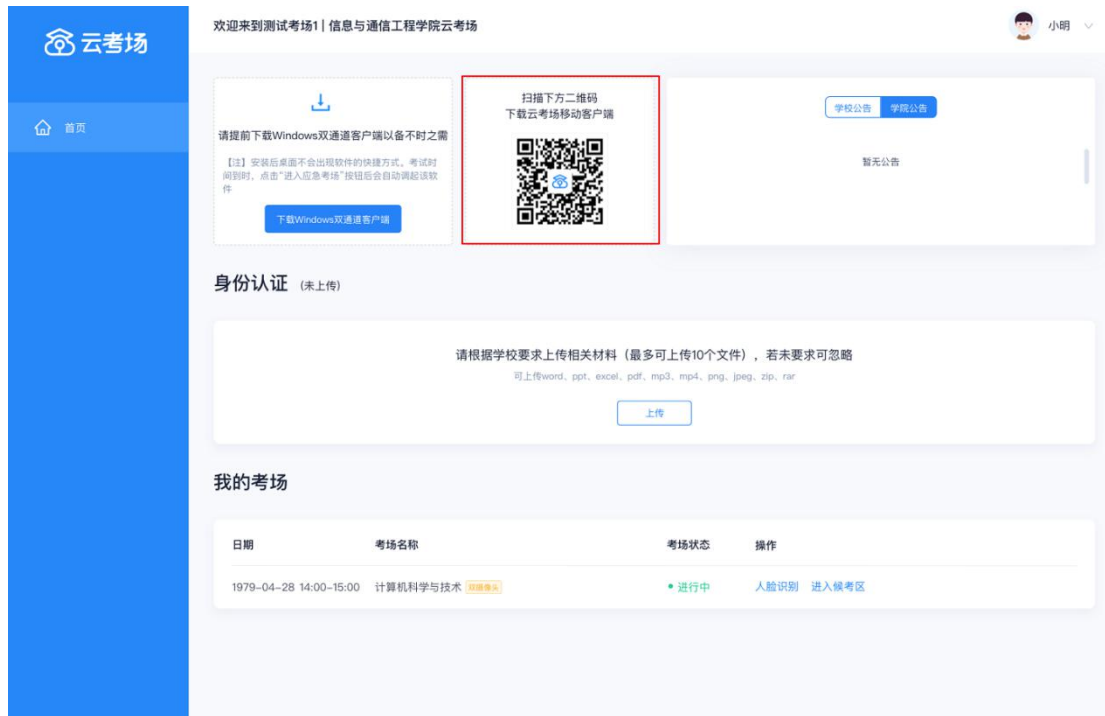 云考场
首页
欢迎来到测试考场1 | 信息与通信工程学院云考场
小明
请提前下载Windows双通道客户端以备不时之需
【注】安装后桌面不会出现软件的快捷方式，考试时
间到时，点击“进入应急考场”按钮后会自动调起该软
件
下载Windows双通道客户端
扫描下方二维码
下载云考场移动客户端
学校公告 学院公告
暂无公告
身份认证 (未上传)
请根据学校要求上传相关材料（最多可上传10个文件），若未要求可忽略
可上传word、ppt、excel、pdf、mp3、mp4、png、jpeg、zip、rar
上传
我的考场
日期 考场名称 考场状态 操作
1979-04-28 14:00-15:00 计算机科学与技术 双摄像头 进行中 人脸识别 进入候考区